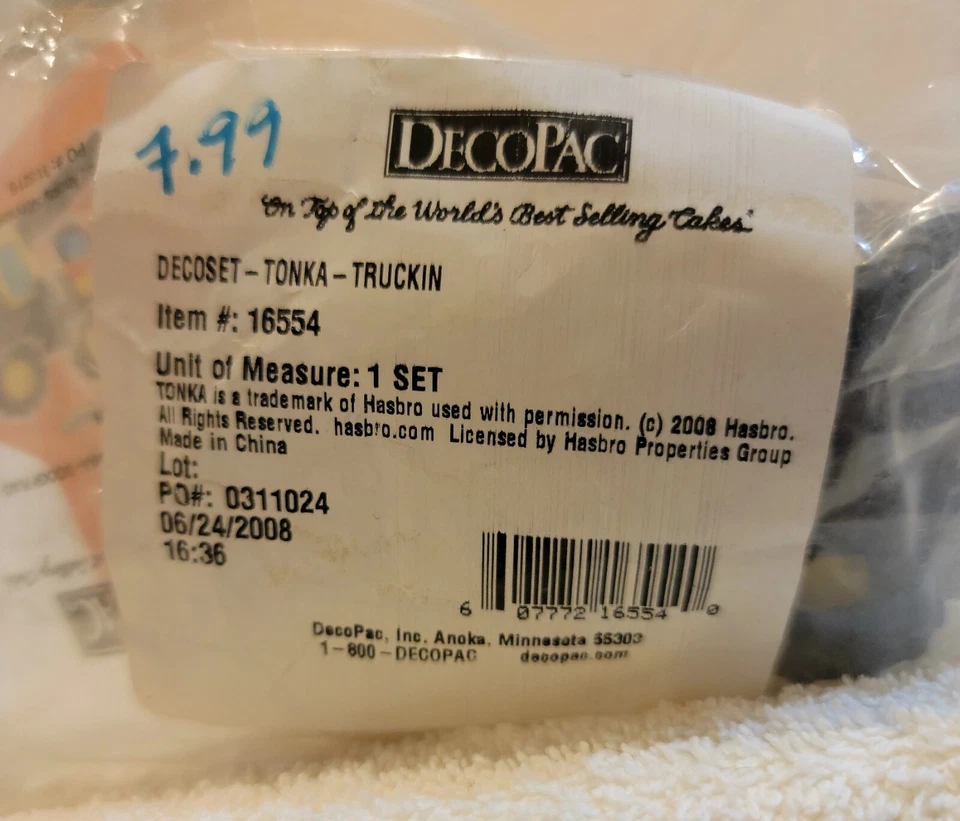 7.99
DECOPAC
On Top of the World's Best Selling Cakes
DECOSET – TONKA – TRUCKIN
Item #: 16554
Unit of Measure: 1 SET
TONKA is a trademark of Hasbro used with permission. (c) 2008 Hasbro.
All Rights Reserved. hasbro.com Licensed by Hasbro Properties Group
Made in China
Lot:
PO#: 0311024
06/24/2008
16:36
6 07772 16554 0
DecoPac, Inc. Anoka, Minnesota 55303
1-800-DECOPAC decopac.com